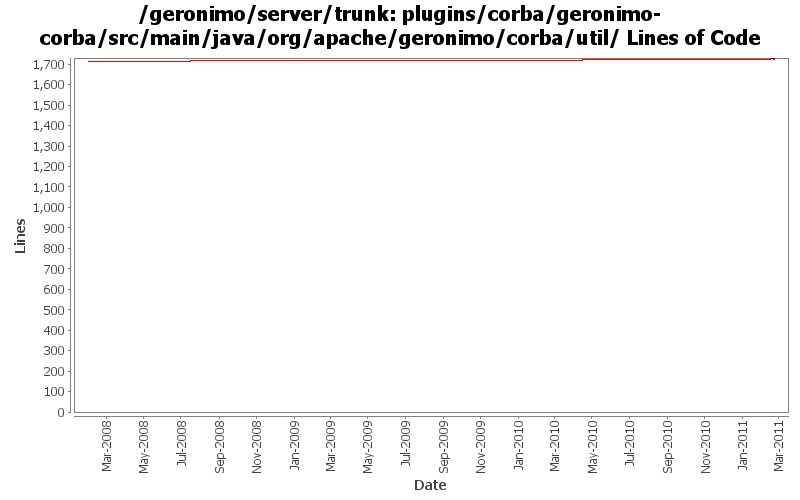 /geronimo/server/trunk: plugins/corba/geronimo-
corba/src/main/java/org/apache/geronimo/corba/util/ Lines of Code
1,700
1,600
1,500
1,400
1,300
1,200
1,100
1,000
900
800
700
600
500
400
300
200
100
0
Lines
Mar-2008
May-2008
Jul-2008
Sep-2008
Nov-2008
Jan-2009
Mar-2009
May-2009
Jul-2009
Sep-2009
Nov-2009
Jan-2010
Mar-2010
May-2010
Jul-2010
Sep-2010
Nov-2010
Jan-2011
Mar-2011
Date